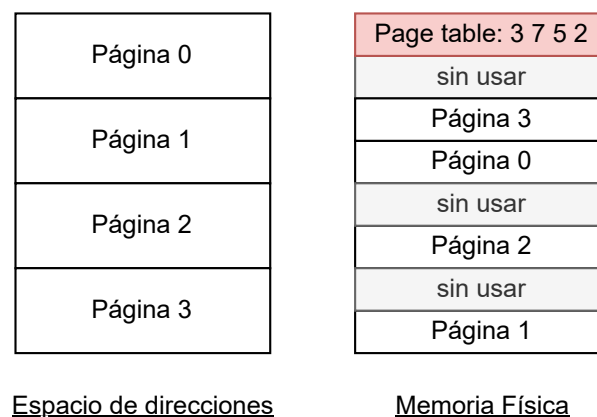 Página 0
Página 1
Página 2
Página 3
Espacio de direcciones
Page table: 3 7 5 2
sin usar
Página 3
Página 0
sin usar
Página 2
sin usar
Página 1
Memoria Física